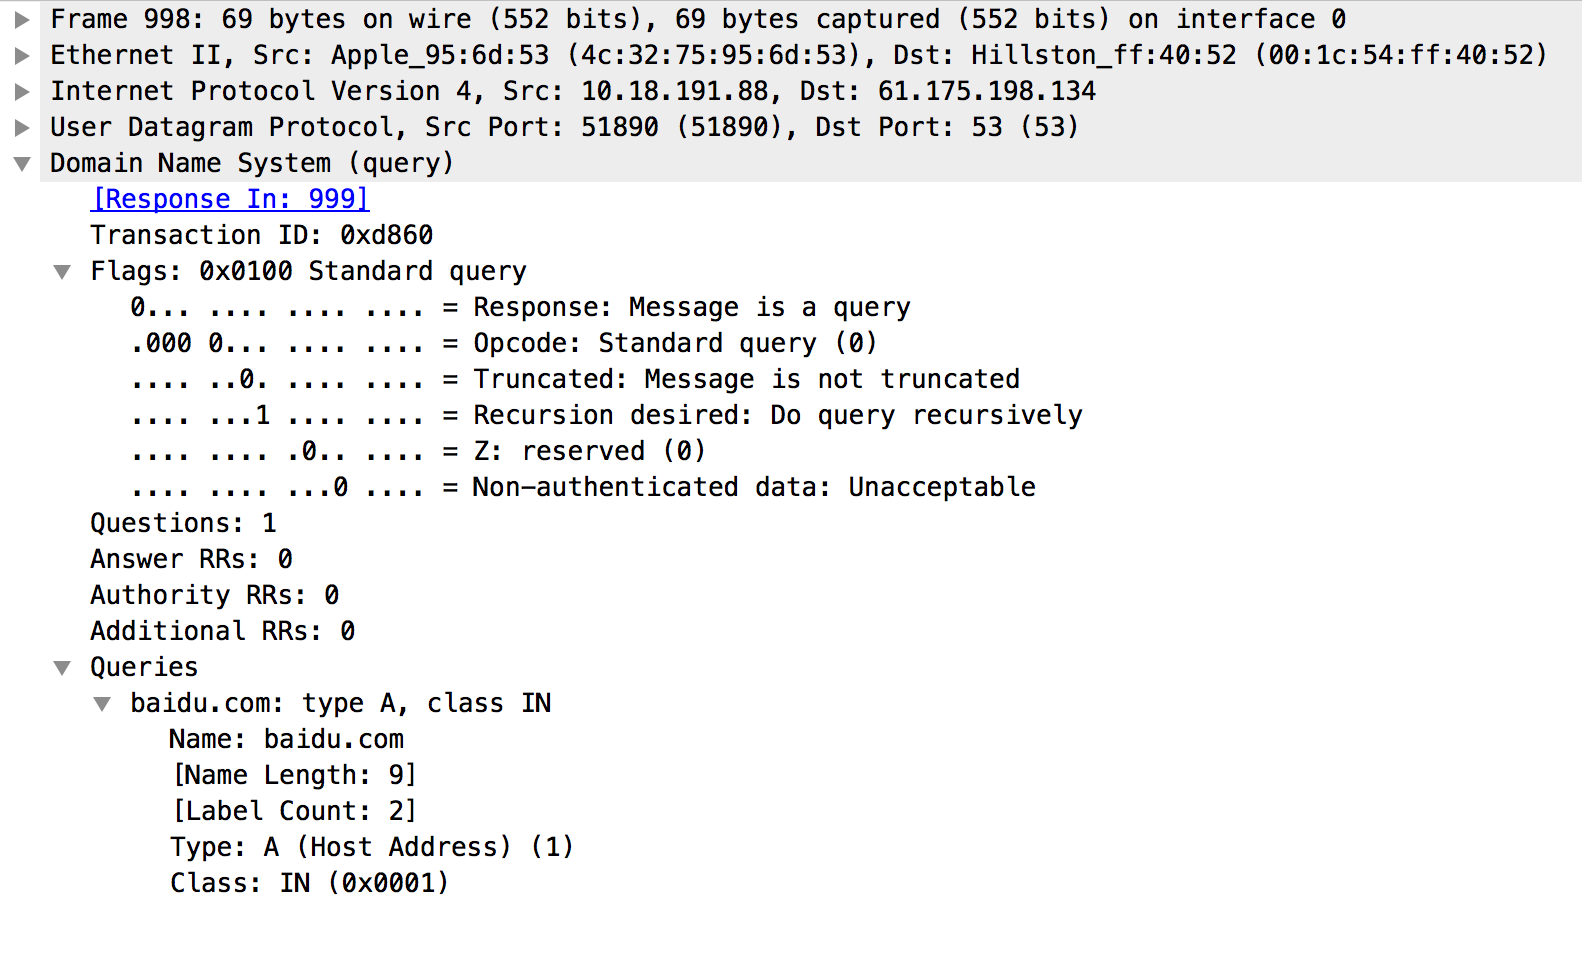 Frame 998: 69 bytes on wire (552 bits), 69 bytes captured (552 bits) on interface 0
Ethernet II, Src: Apple_95:6d:53 (4c:32:75:95:6d:53), Dst: Hillston_ff:40:52 (00:1c:54:ff:40:52)
Internet Protocol Version 4, Src: 10.18.191.88, Dst: 61.175.198.134
User Datagram Protocol, Src Port: 51890 (51890), Dst Port: 53 (53)
Domain Name System (query)
[Response In: 999]
Transaction ID: 0xd860
Flags: 0x0100 Standard query
0... .... .... .... = Response: Message is a query
.000 0... .... .... = Opcode: Standard query (0)
.... ..0. .... .... = Truncated: Message is not truncated
.... ...1 .... .... = Recursion desired: Do query recursively
.... .... .0.. .... = Z: reserved (0)
.... .... ...0 .... = Non-authenticated data: Unacceptable
Questions: 1
Answer RRs: 0
Authority RRs: 0
Additional RRs: 0
Queries
baidu.com: type A, class IN
Name: baidu.com
[Name Length: 9]
[Label Count: 2]
Type: A (Host Address) (1)
Class: IN (0x0001)